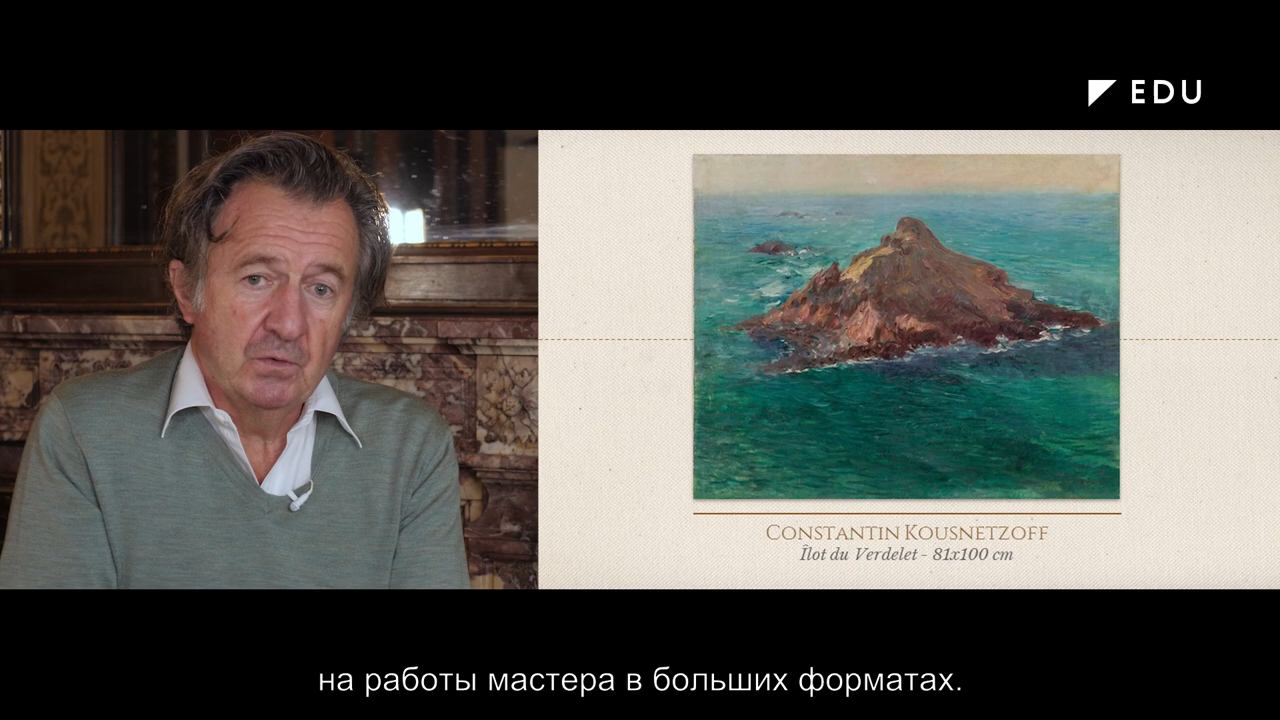 EDU
CONSTANTIN KOUSNETZOFF
Îlot du Verdelet - 81x100 cm
на работы мастера в больших форматах.